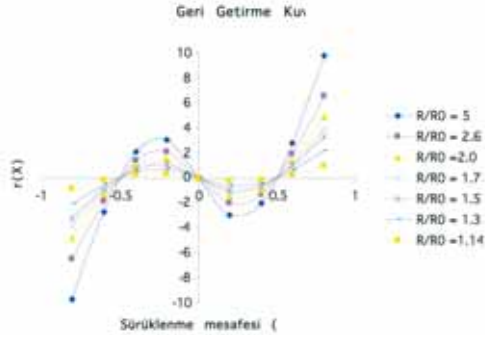 Geri Getirme
10
8
6
4
2
0
-2
-4
-6
-8
-10
-1
-0.5
0
0.5
1
r(X)
R/R0 = 5
R/R0 = 2.6
R/R0 =2.0
R/R0 = 1.7
R/R0 = 1.5
R/R0 = 1.3
R/R0 =1.14
Sürüklenme mesafesi (